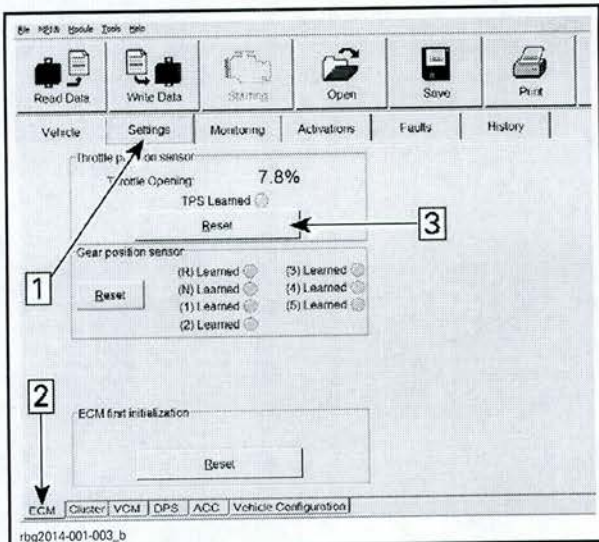 File MPI/B Module Tools Help
Read Data Write Data Starting Open Save Print
Vehicle Settings Monitoring Activations Faults History
Throttle position sensor
Throttle Opening: 7.8%
TPS Learned
Reset
3
Gear position sensor
(R) Learned (3) Learned
1
Reset
(N) Learned (4) Learned
(1) Learned (5) Learned
(2) Learned
2
ECM first initialization
Reset
ECM Cluster VCM DPS ACC Vehicle Configuration
rbg2014-001-003_b